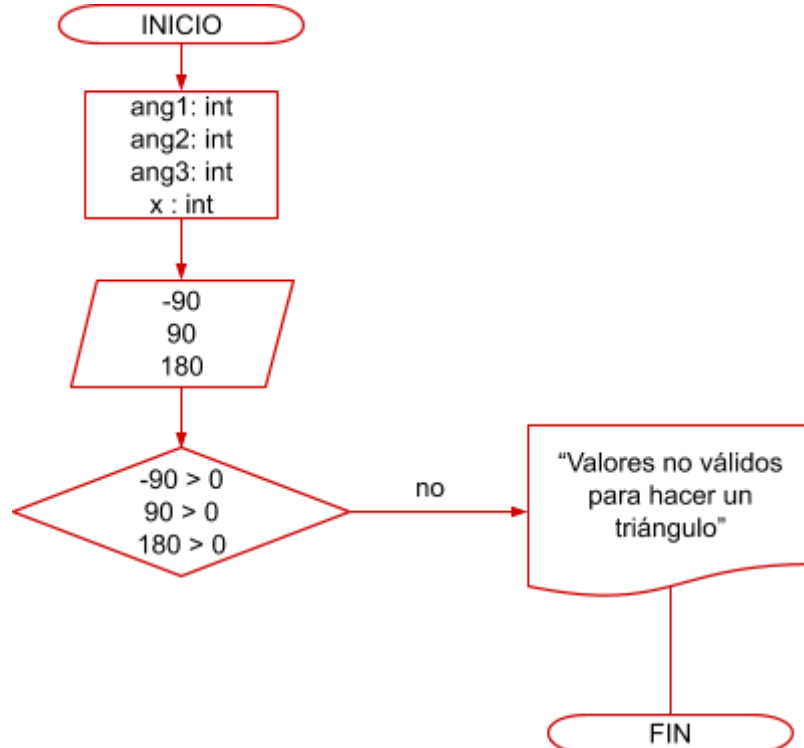 INICIO
ang1: int
ang2: int
ang3: int
x : int
-90
90
180
-90 > 0
90 > 0
180 > 0
no
“Valores no válidos
para hacer un
triángulo”
FIN